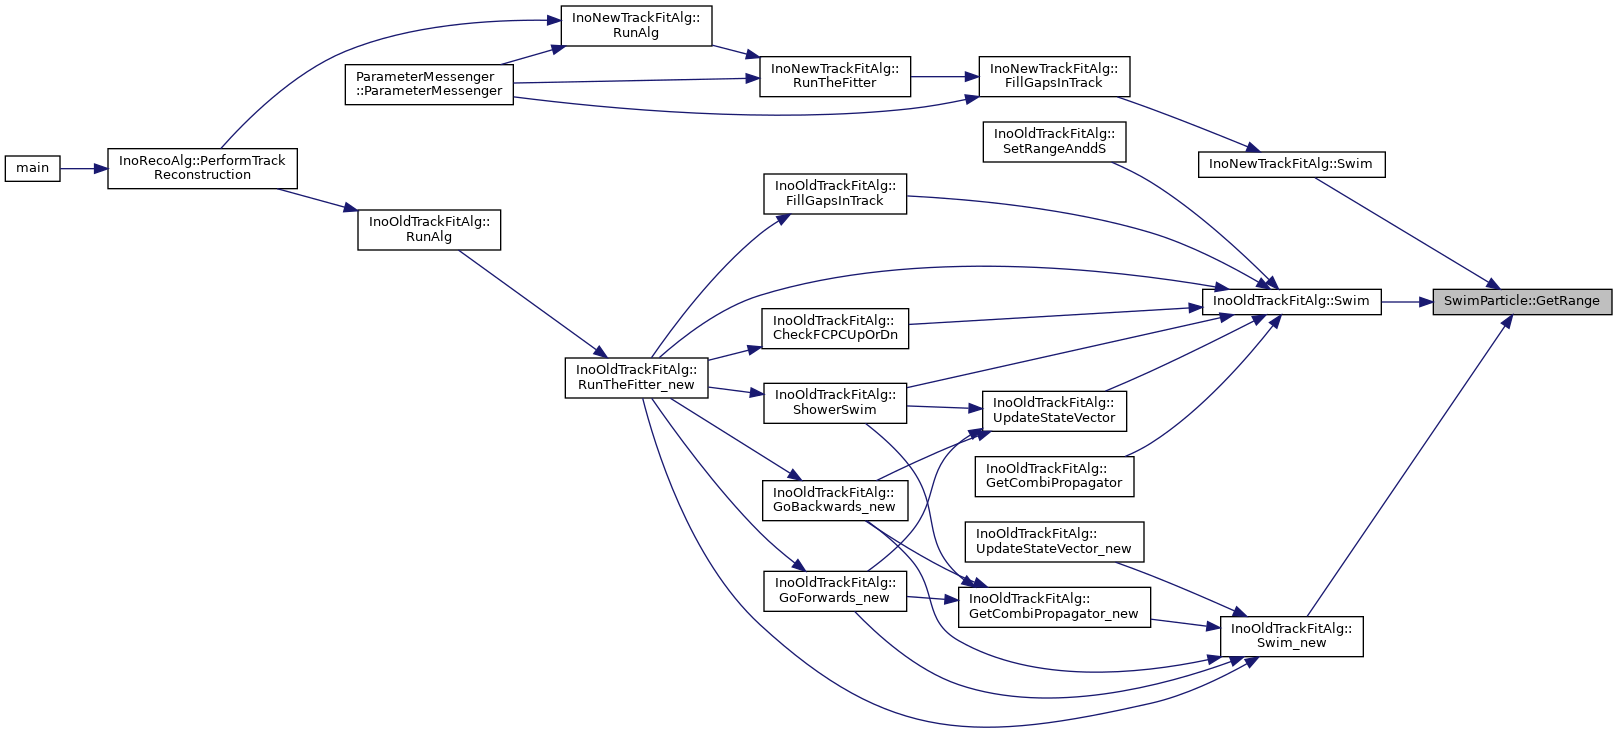 InoNewTrackFitAlg::
RunAlg
ParameterMessenger
::ParameterMessenger
InoNewTrackFitAlg::
RunTheFitter
InoNewTrackFitAlg::
FillGapsInTrack
InoOldTrackFitAlg::
SetRangeAnddS
InoNewTrackFitAlg::Swim
main
InoRecoAlg::PerformTrack
Reconstruction
InoOldTrackFitAlg::
FillGapsInTrack
InoOldTrackFitAlg::
RunAlg
InoOldTrackFitAlg::Swim
SwimParticle::GetRange
InoOldTrackFitAlg::
CheckFCPCUpOrDn
InoOldTrackFitAlg::
RunTheFitter_new
InoOldTrackFitAlg::
ShowerSwim
InoOldTrackFitAlg::
UpdateStateVector
InoOldTrackFitAlg::
GetCombiPropagator
InoOldTrackFitAlg::
GoBackwards_new
InoOldTrackFitAlg::
UpdateStateVector_new
InoOldTrackFitAlg::
GoForwards_new
InoOldTrackFitAlg::
GetCombiPropagator_new
InoOldTrackFitAlg::
Swim_new